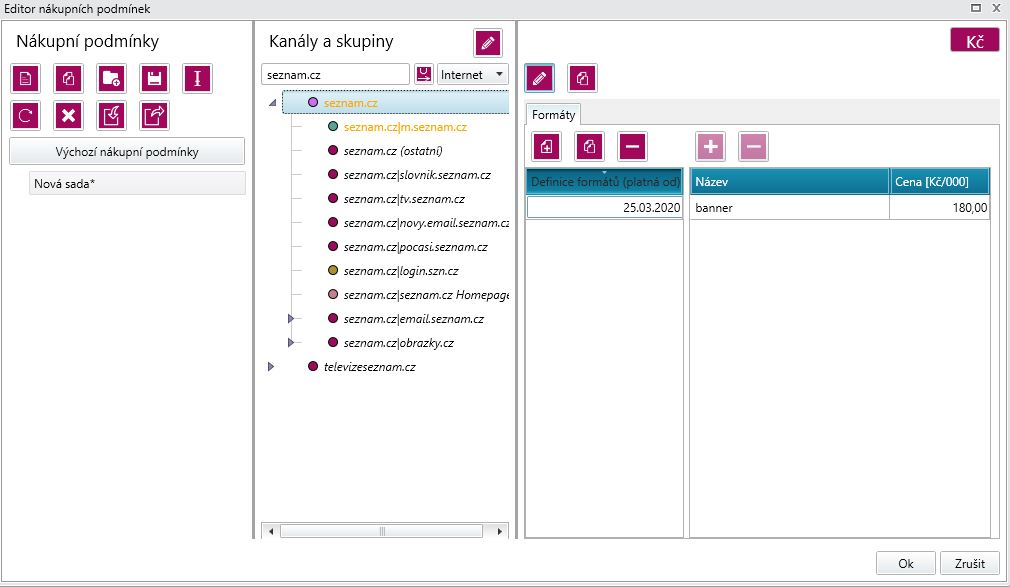 Editor nákupních podmínek
Nákupní podmínky
Výchozí nákupní podmínky
Nová sada*
Kanály a skupiny
seznam.cz
Internet
seznam.cz
seznam.cz|m.seznam.cz
seznam.cz (ostatní)
seznam.cz|slovnik.seznam.cz
seznam.cz|tv.seznam.cz
seznam.cz|novy.email.seznam.cz
seznam.cz|pocasi.seznam.cz
seznam.cz|login.szn.cz
seznam.cz|seznam.cz Homepage
seznam.cz|email.seznam.cz
seznam.cz|obrazky.cz
televizeseznam.cz
Kč
Formáty
Definice formátů (platná od)
25.03.2020
Název
Cena [Kč/000]
banner
180,00
Ok
Zrušit